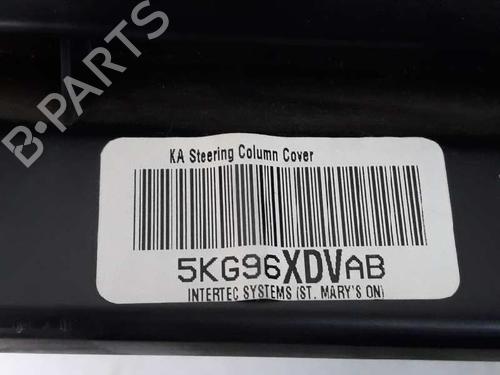 B-PARTS
KA Steering Column Cover
5KG96XDVAB
INTERTEC SYSTEMS (ST. MARY'S ON)